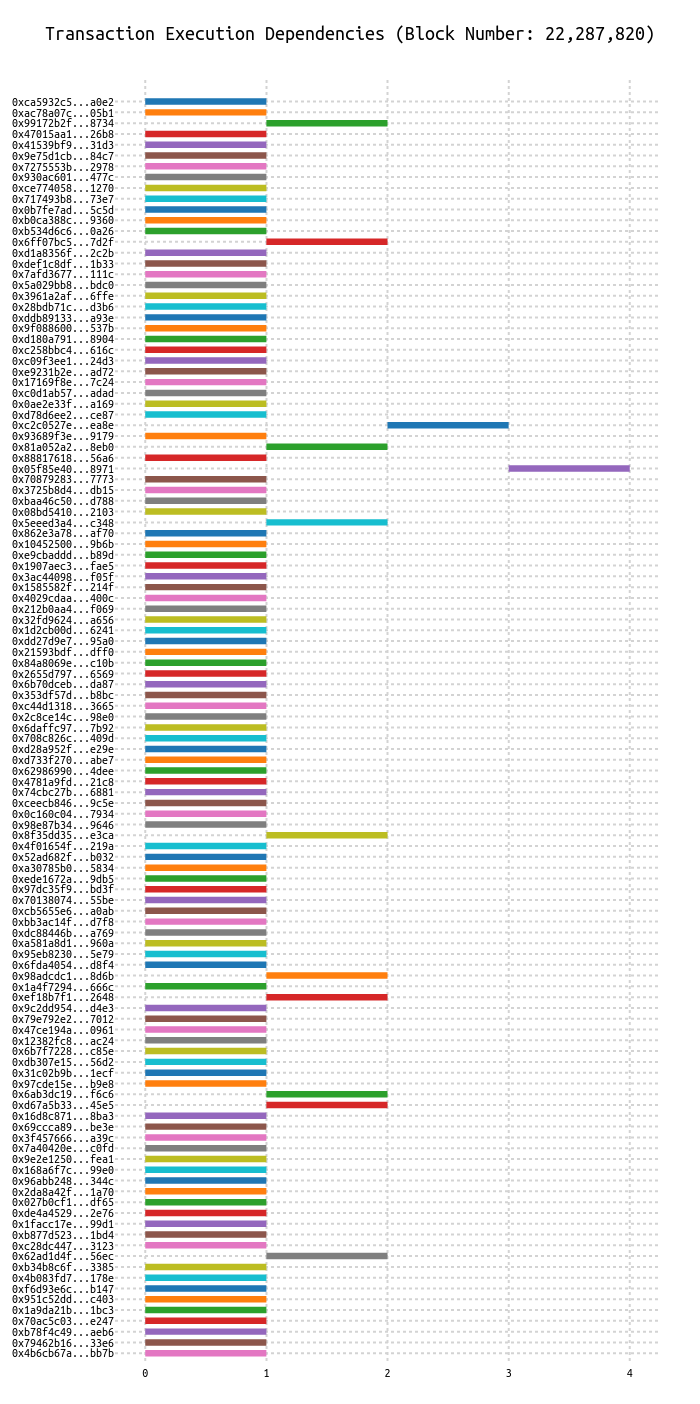 Transaction Execution Dependencies (Block Number: 22,287,820)
0xca5932c5...a0e2
0xac78a07c...05b1
0x99172b2f...8734
0x47015aa1...26b8
0x41539bf9...31d3
0x9e75d1cb...84c7
0x7275553b...2978
0x930ac601...477c
0xce774058...1270
0x717493b8...73e7
0x0b7fe7ad...5c5d
0xb0ca388c...9360
0xb534d6c6...0a26
0x6ff07bc5...7d2f
0xd1a8356f...2c2b
0xdef1c8df...1b33
0x7afd3677...111c
0x5a029bb8...bdc0
0x3961a2af...6ffe
0x28bdb71c...d3b6
0xddb89133...a93e
0x9f088600...537b
0xd180a791...8904
0xc258bbc4...616c
0xc09f3ee1...24d3
0xe9231b2e...ad72
0x17169f8e...7c24
0xc0d1ab57...adad
0x0ae2e33f...a169
0xd78d6ee2...ce87
0xc2c0527e...ea8e
0x93689f3e...9179
0x81a052a2...8eb0
0x88817618...56a6
0x05f85e40...8971
0x70879283...7773
0x3725b8d4...db15
0xbaa46c50...d788
0x08bd5410...2103
0x5eeed3a4...c348
0x862e3a78...af70
0x10452500...9b6b
0xe9cbaddd...b89d
0x1907aec3...fae5
0x3ac44098...f05f
0x1585582f...214f
0x4029cdaa...400c
0x212b0aa4...f069
0x32fd9624...a656
0x1d2cb00d...6241
0xdd27d9e7...95a0
0x21593bdf...dff0
0x84a8069e...c10b
0x2655d797...6569
0x6b70dceb...da87
0x353df57d...b8bc
0xc44d1318...3665
0x2c8ce14c...98e0
0x6daffc97...7b92
0x708c826c...409d
0xd28a952f...e29e
0xd733f270...abe7
0x62986990...4dee
0x4781a9fd...21c8
0x74cbc27b...6881
0xceecb846...9c5e
0x0c160c04...7934
0x98e87b34...9646
0x8f35dd35...e3ca
0x4f01654f...219a
0x52ad682f...b032
0xa30785b0...5834
0xede1672a...9db5
0x97dc35f9...bd3f
0x70138074...55be
0xcb5655e6...a0ab
0xbb3ac14f...d7f8
0xdc88446b...a769
0xa581a8d1...960a
0x95eb8230...5e79
0x6fda4054...d8f4
0x98adcdc1...8d6b
0x1a4f7294...666c
0xef18b7f1...2648
0x9c2dd954...d4e3
0x79e792e2...7012
0x47ce194a...0961
0x12382fc8...ac24
0x6b7f7228...c85e
0xdb307e15...56d2
0x31c02b9b...1ecf
0x97cde15e...b9e8
0x6ab3dc19...f6c6
0xd67a5b33...45e5
0x16d8c871...8ba3
0x69ccca89...be3e
0x3f457666...a39c
0x7a40420e...c0fd
0x9e2e1250...fea1
0x168a6f7c...99e0
0x96abb248...344c
0x2da8a42f...1a70
0x027b0cf1...df65
0xde4a4529...2e76
0x1facc17e...99d1
0xb877d523...1bd4
0xc28dc447...3123
0x62ad1d4f...56ec
0xb34b8c6f...3385
0x4b083fd7...178e
0xf6d93e6c...b147
0x951c52dd...c403
0x1a9da21b...1bc3
0x70ac5c03...e247
0xb78f4c49...aeb6
0x79462b16...33e6
0x4b6cb67a...bb7b
0 1 2 3 4